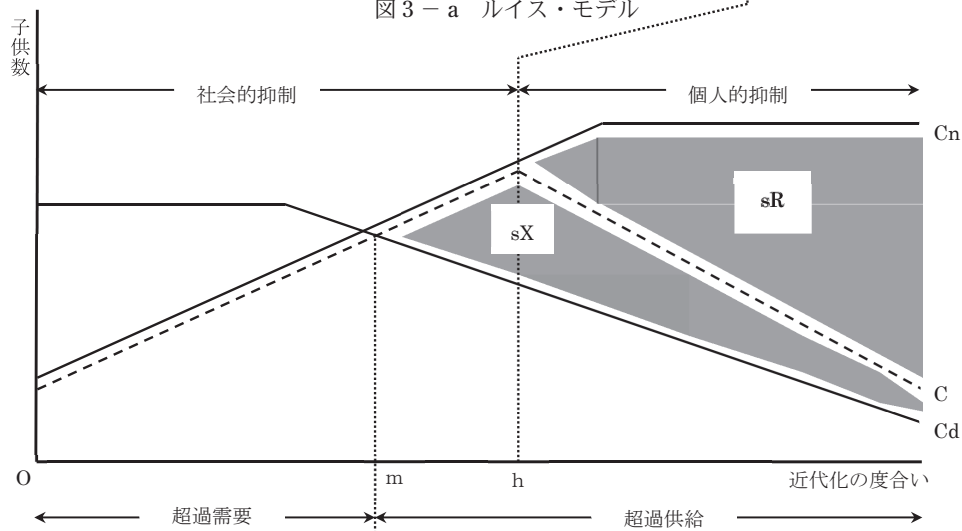 図３－a　ルイス・モデル
子供数
社会的抑制
個人的抑制
Cn
sR
sX
C
Cd
O
m
h
近代化の度合い
超過需要
超過供給